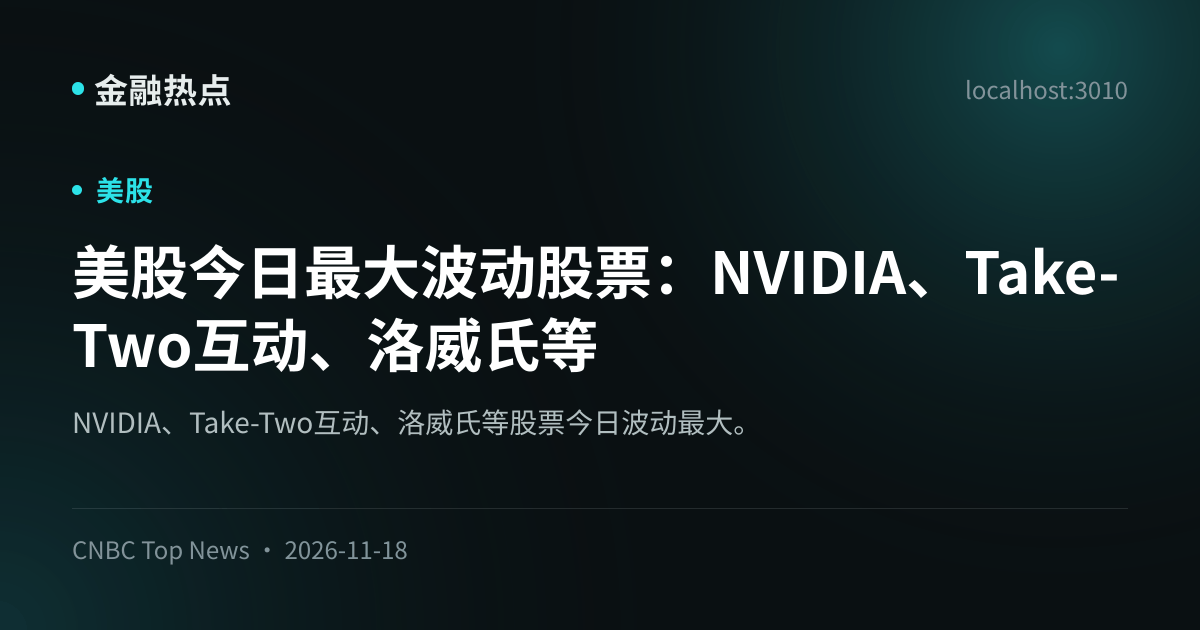 金融热点
localhost:3010
美股
美股今日最大波动股票：NVIDIA、Take-
Two互动、洛威氏等
NVIDIA、Take-Two互动、洛威氏等股票今日波动最大。
CNBC Top News • 2026-11-18